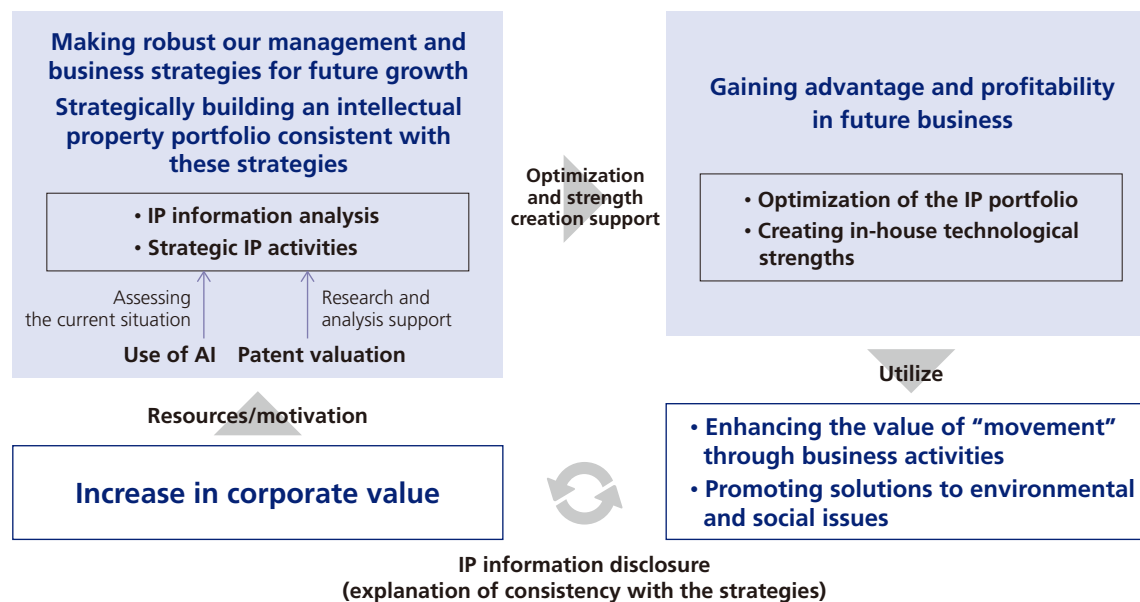 Making robust our management and
business strategies for future growth
Strategically building an intellectual
property portfolio consistent with
these strategies
• IP information analysis
• Strategic IP activities
Assessing
the current situation
Research and
analysis support
Use of AI
Patent valuation
Optimization
and strength
creation support
Gaining advantage and profitability
in future business
• Optimization of the IP portfolio
• Creating in-house technological
strengths
Utilize
• Enhancing the value of “movement”
through business activities
• Promoting solutions to environmental
and social issues
Resources/motivation
Increase in corporate value
IP information disclosure
(explanation of consistency with the strategies)